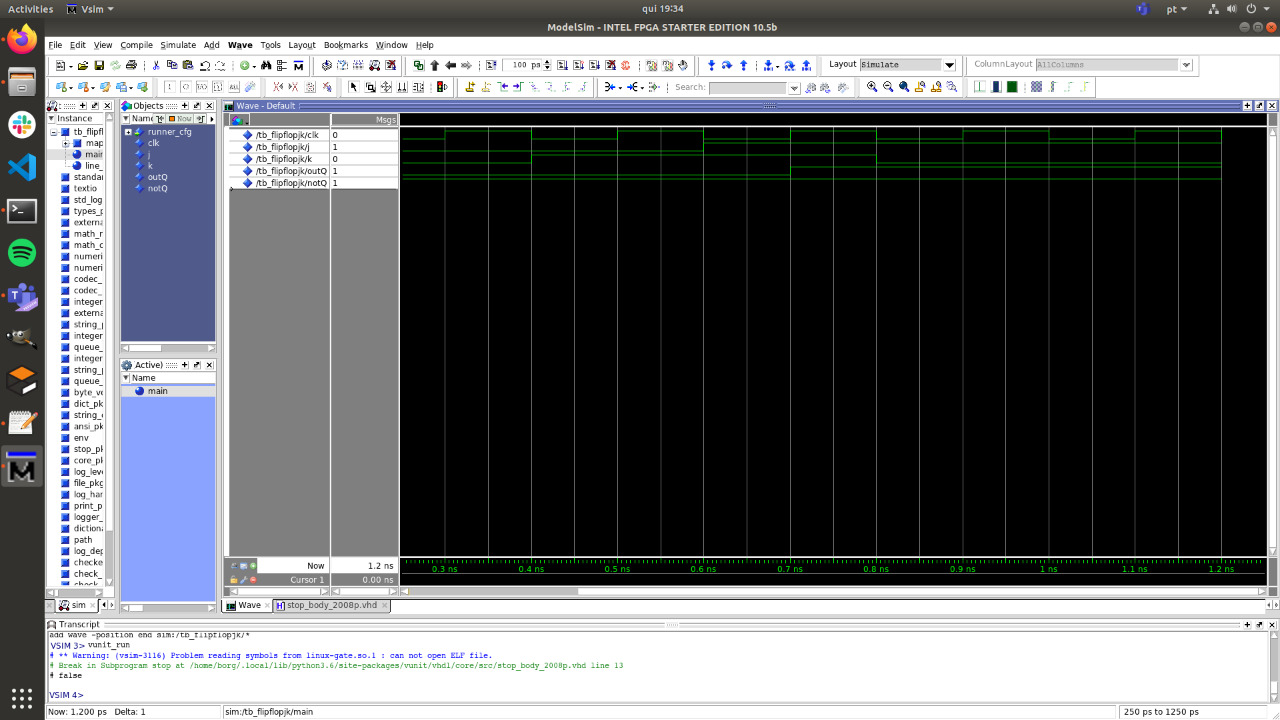 Activities Vsim qui 19:34 pt
ModelSim - INTEL FPGA STARTER EDITION 10.5b
File Edit View Compile Simulate Add Wave Tools Layout Bookmarks Window Help
100 ps Layout Simulate ColumnLayout AllColumns
Search:
Objects Wave - Default
Instance Name Now Msgs
tb_flipfl
map
main
line
standar
textio
std_log
types_p
externa
math_r
math_c
numeri
numeri
codec_
codec_
integer
externa
string_p
integer
queue_
integer
string_p
queue_
byte_v
dict_pk
string_
ansi_pk
env
stop_pk
core_pk
log_lev
file_pkg
log_har
print_p
logger_
diction
path
log_dep
checke
check_
sim
runner_cfg
clk
j
k
outQ
notQ
Active)
Name
main
/tb_flipflopjk/clk 0
/tb_flipflopjk/j 1
/tb_flipflopjk/k 0
/tb_flipflopjk/outQ 1
/tb_flipflopjk/notQ 1
Now 1.2 ns 0.3 ns 0.4 ns 0.5 ns 0.6 ns 0.7 ns 0.8 ns 0.9 ns 1 ns 1.1 ns 1.2 ns
Cursor 1 0.00 ns
Wave stop_body_2008p.vhd
Transcript
add wave -position end sim:/tb_flipflopjk/*
VSIM 3> vunit_run
# ** Warning: (vsim-3116) Problem reading symbols from linux-gate.so.1 : can not open ELF file.
# Break in Subprogram stop at /home/borg/.local/lib/python3.6/site-packages/vunit/vhdl/core/src/stop_body_2008p.vhd line 13
# false
VSIM 4>
Now: 1,200 ps Delta: 1 sim:/tb_flipflopjk/main 250 ps to 1250 ps